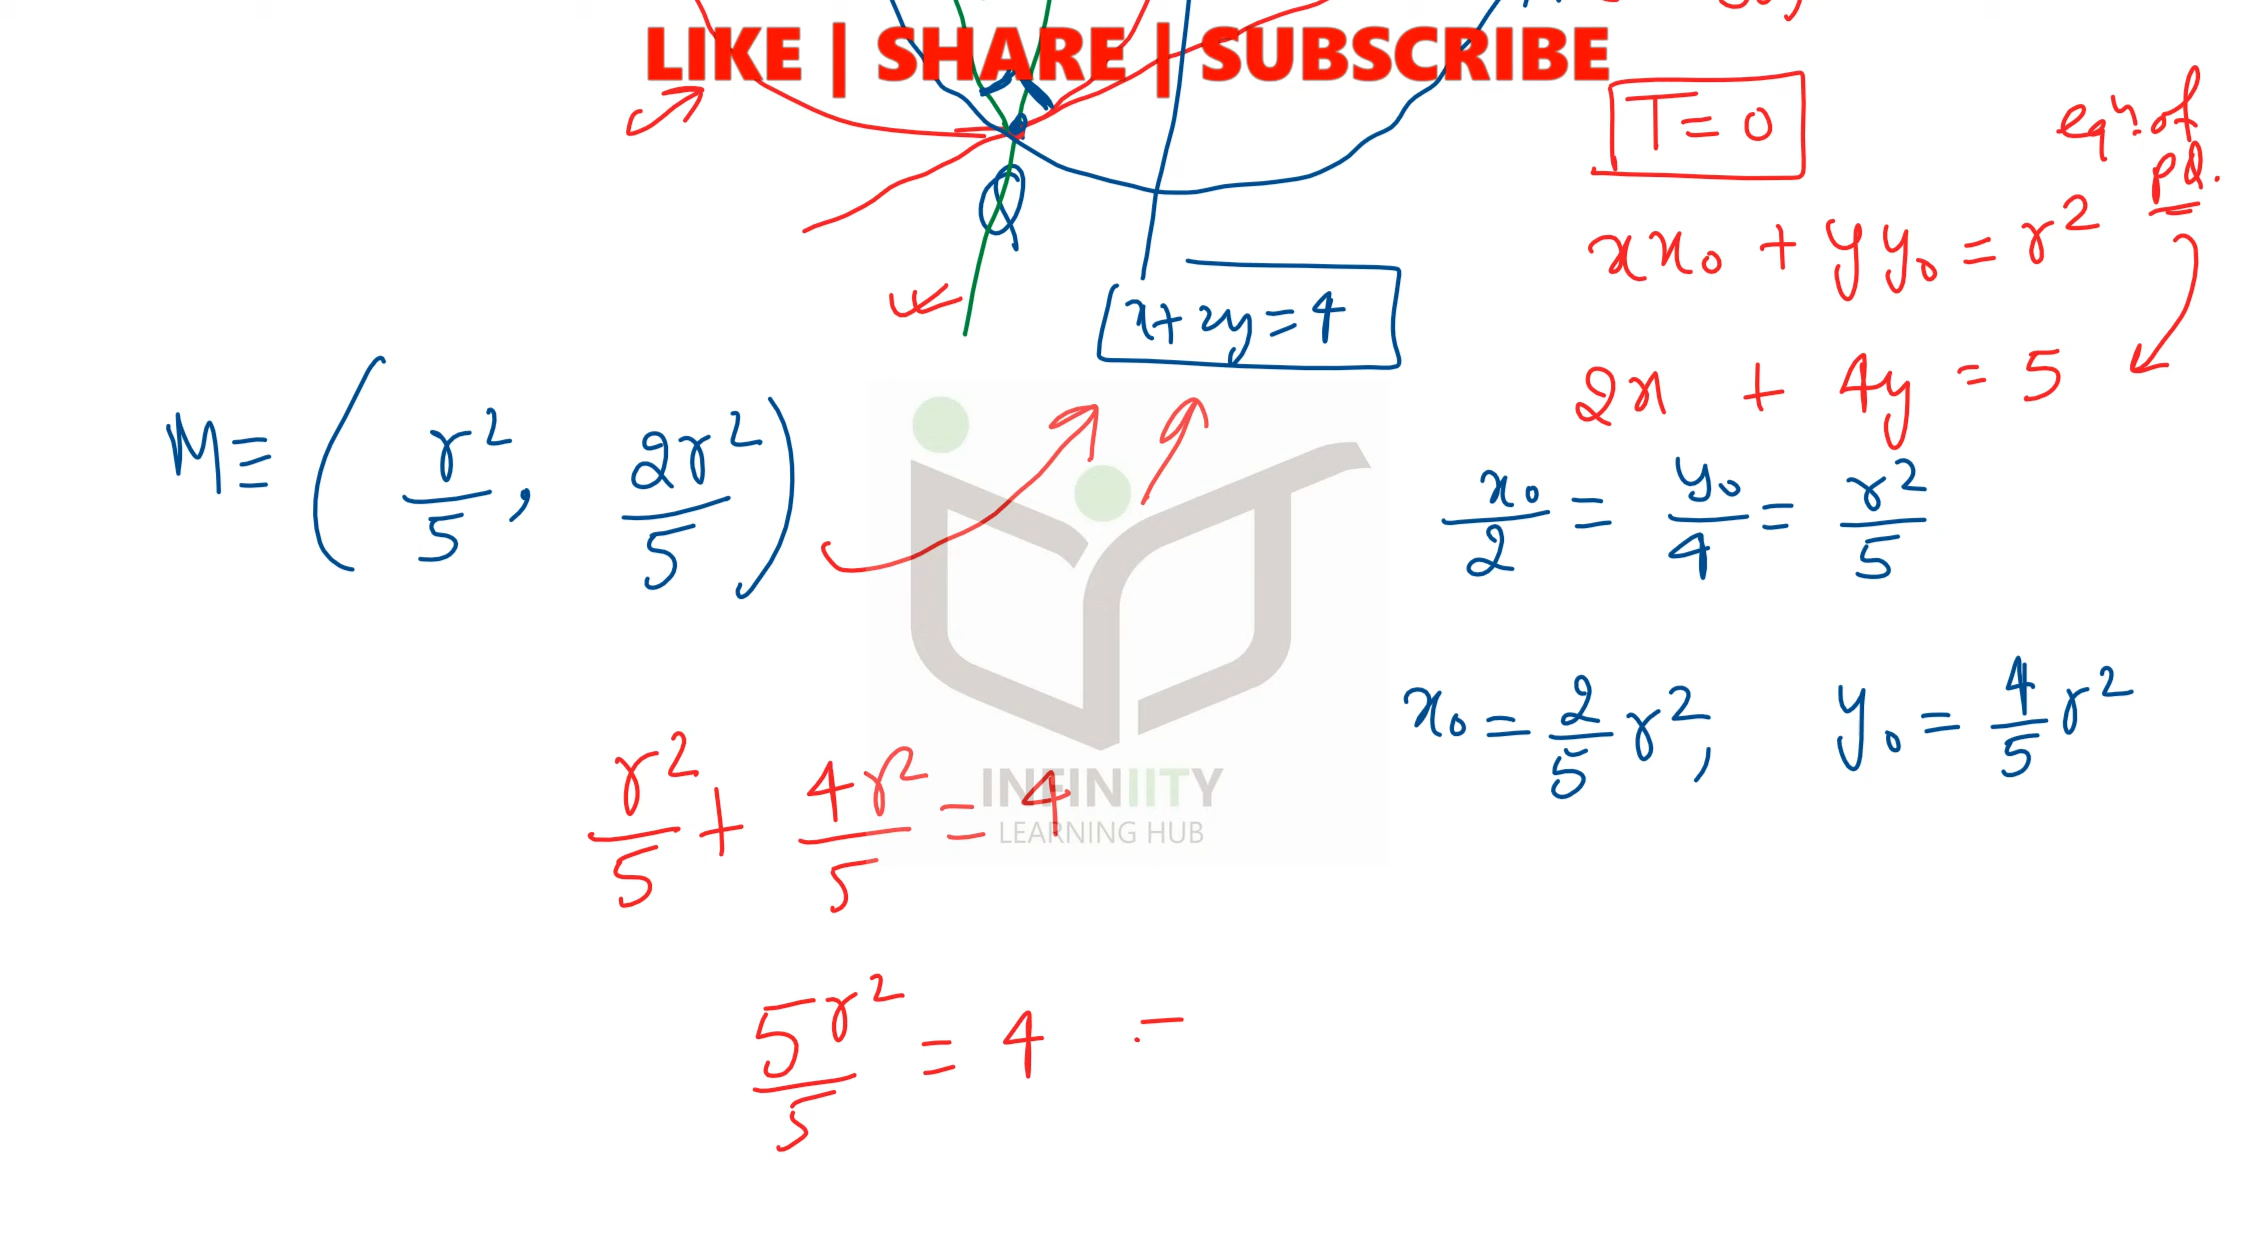 LIKE | SHARE | SUBSCRIBE
T = 0
eqⁿ. of
PQ.
xx₀ + yy₀ = r²
x + 2y = 4
2x + 4y = 5
M ≡ ( r²/5 , 2r²/5 )
x₀/2 = y₀/4 = r²/5
x₀ = 2/5 r², y₀ = 4/5 r²
r²/5 + 4r²/5 = 4
INFINIITY
LEARNING HUB
5r²/5 = 4